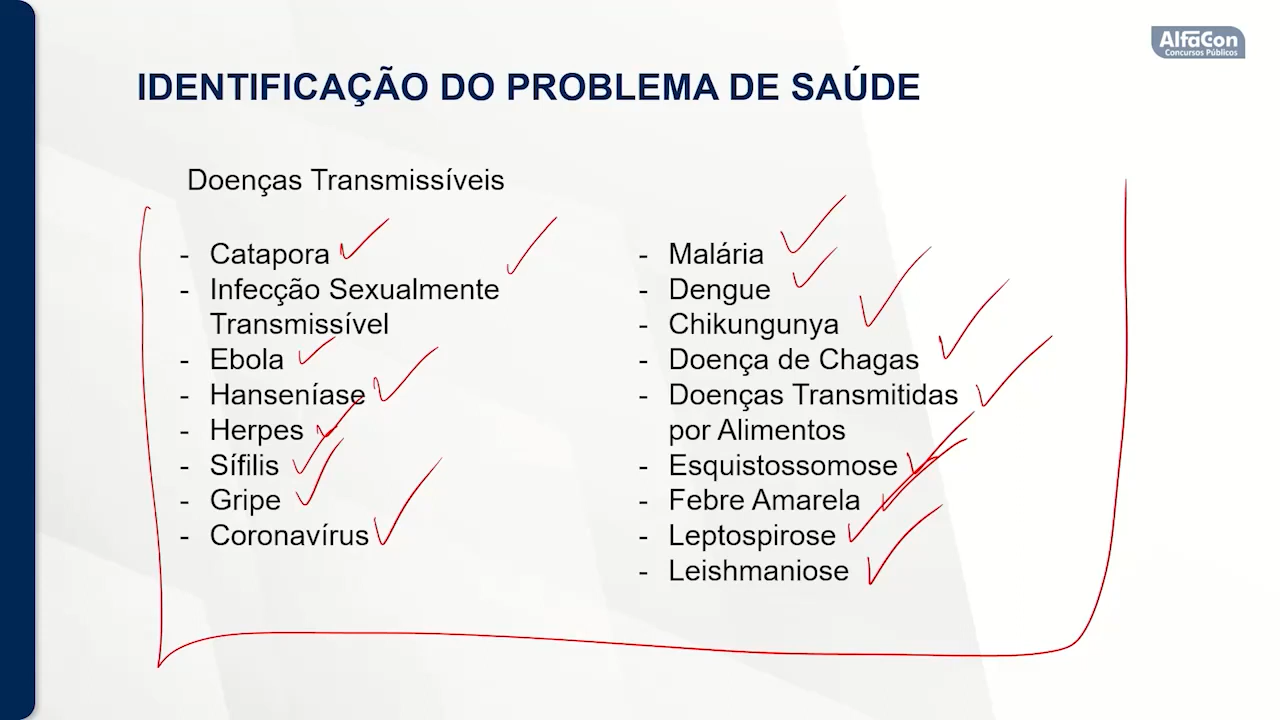 AlfaCon
Concursos Públicos
IDENTIFICAÇÃO DO PROBLEMA DE SAÚDE
Doenças Transmissíveis
- Catapora
- Infecção Sexualmente
Transmissível
- Ebola
- Hanseníase
- Herpes
- Sífilis
- Gripe
- Coronavírus
- Malária
- Dengue
- Chikungunya
- Doença de Chagas
- Doenças Transmitidas
por Alimentos
- Esquistossomose
- Febre Amarela
- Leptospirose
- Leishmaniose